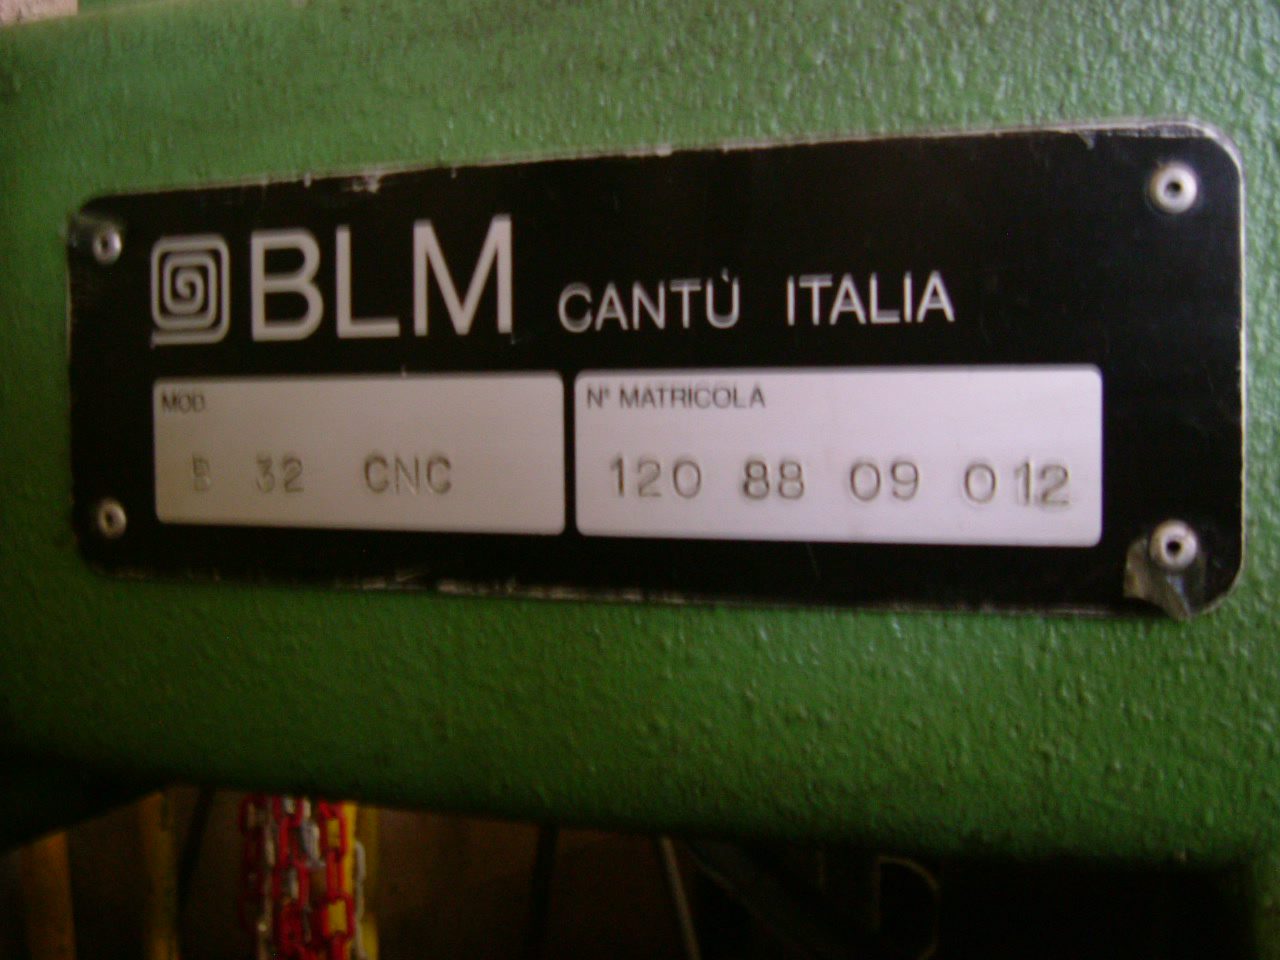 BLM CANTÙ ITALIA
MOD.
B 32 CNC
N° MATRICOLA
120 88 09 012